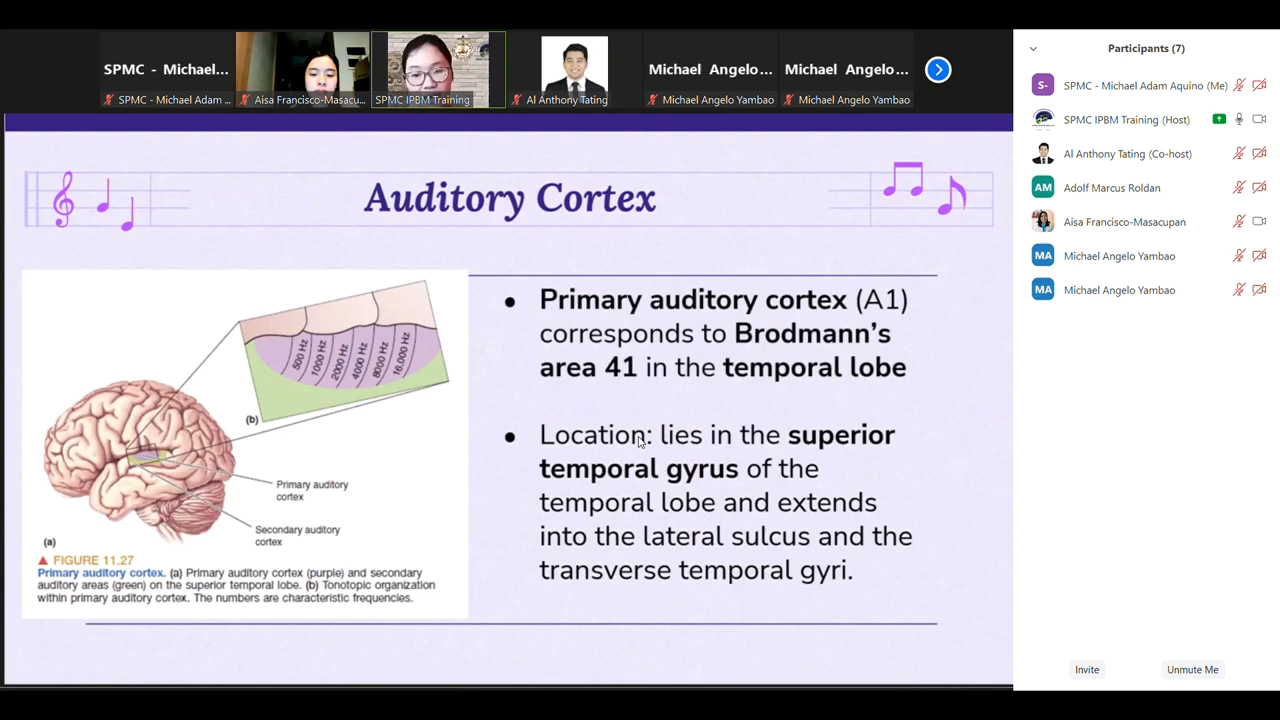 SPMC - Michael...
Michael Angelo...
Michael Angelo...
SPMC - Michael Adam ...
Aisa Francisco-Masacu...
SPMC IPBM Training
Al Anthony Tating
Michael Angelo Yambao
Michael Angelo Yambao
Auditory Cortex
500 Hz
1000 Hz
2000 Hz
4000 Hz
8000 Hz
16,000 Hz
(b)
Primary auditory
cortex
Secondary auditory
cortex
(a)
▲ FIGURE 11.27
Primary auditory cortex. (a) Primary auditory cortex (purple) and secondary
auditory areas (green) on the superior temporal lobe. (b) Tonotopic organization
within primary auditory cortex. The numbers are characteristic frequencies.
● Primary auditory cortex (A1)
corresponds to Brodmann’s
area 41 in the temporal lobe
● Location: lies in the superior
temporal gyrus of the
temporal lobe and extends
into the lateral sulcus and the
transverse temporal gyri.
Participants (7)
S-
SPMC - Michael Adam Aquino (Me)
SPMC IPBM Training (Host)
Al Anthony Tating (Co-host)
AM
Adolf Marcus Roldan
Aisa Francisco-Masacupan
MA
Michael Angelo Yambao
MA
Michael Angelo Yambao
Invite
Unmute Me